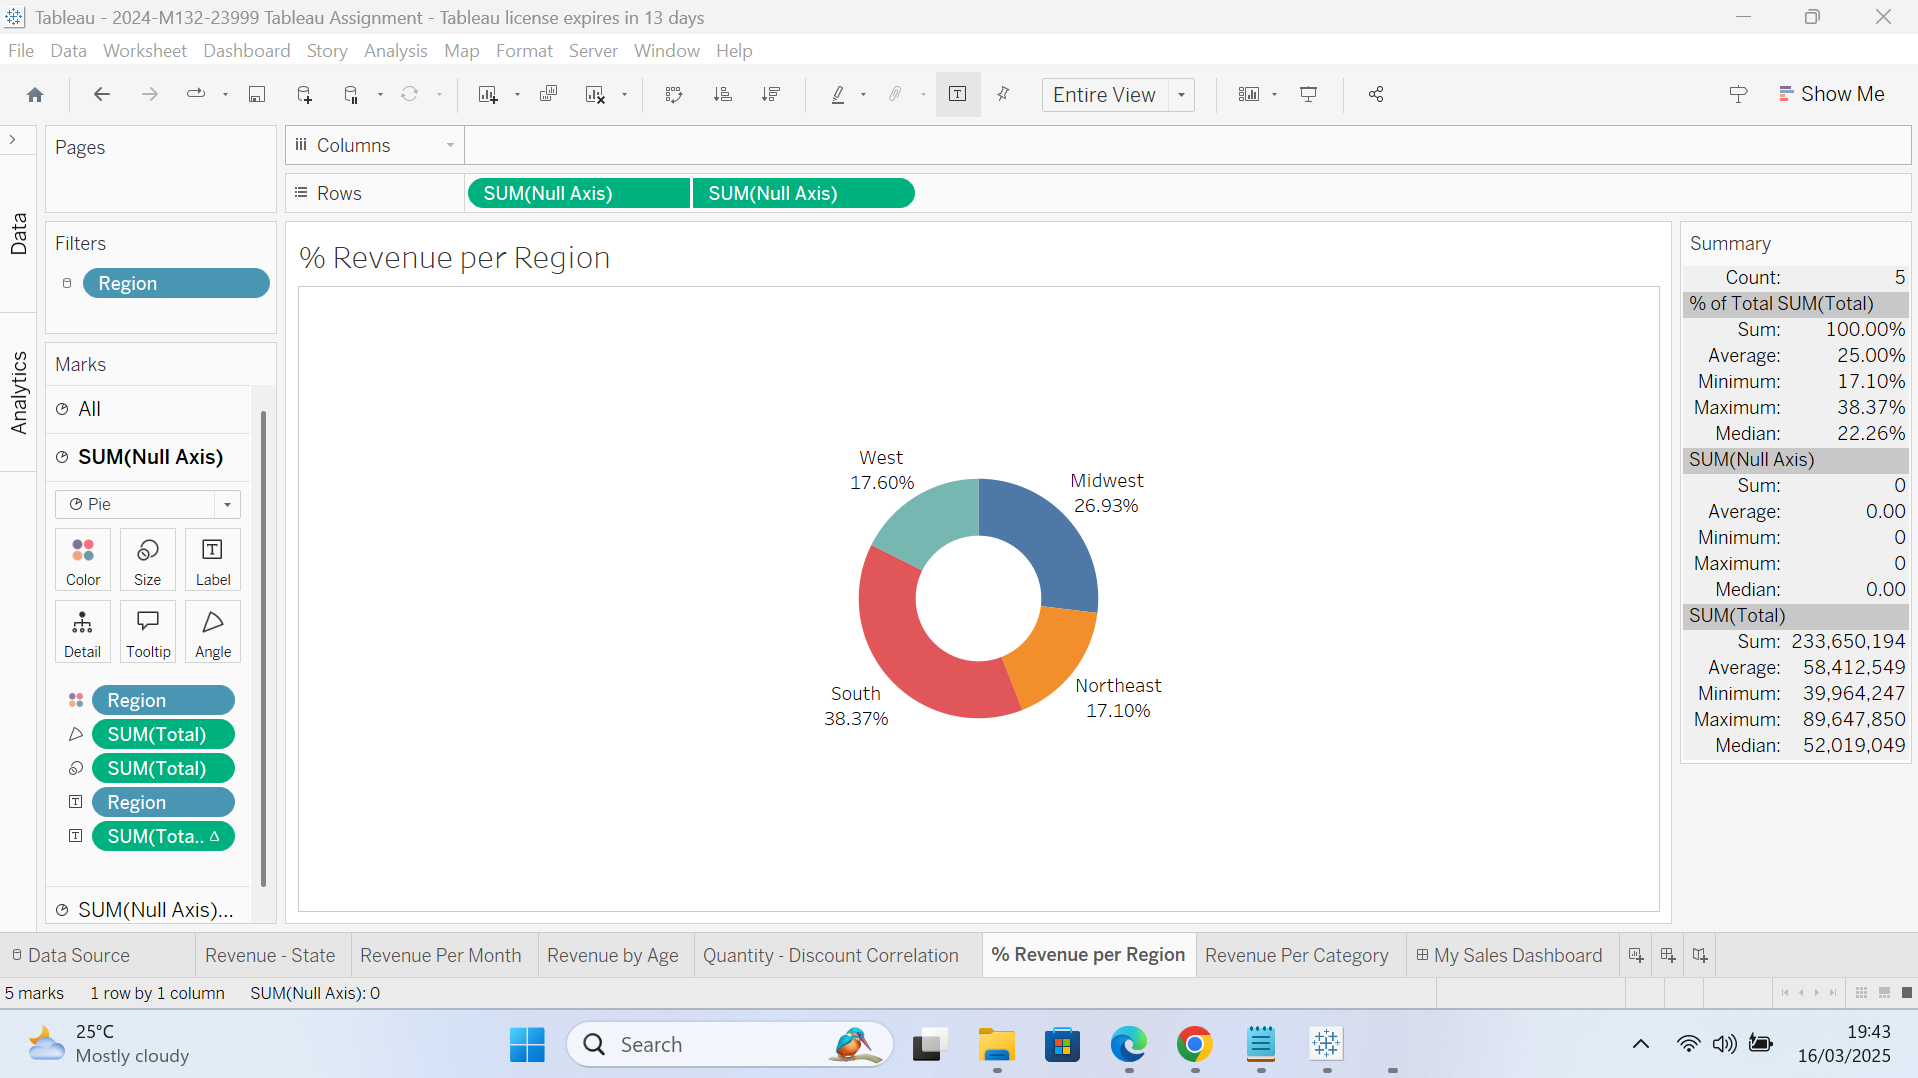 Tableau - 2024-M132-23999 Tableau Assignment - Tableau license expires in 13 days
File Data Worksheet Dashboard Story Analysis Map Format Server Window Help
Entire View
Show Me
Pages
Columns
Rows SUM(Null Axis) SUM(Null Axis)
Data
Analytics
Filters
Region
Marks
All
SUM(Null Axis)
Pie
Color Size Label
Detail Tooltip Angle
Region
SUM(Total)
SUM(Total)
Region
SUM(Tota.. Δ
SUM(Null Axis)...
% Revenue per Region
West
17.60%
Midwest
26.93%
South
38.37%
Northeast
17.10%
Summary
Count: 5
% of Total SUM(Total)
Sum: 100.00%
Average: 25.00%
Minimum: 17.10%
Maximum: 38.37%
Median: 22.26%
SUM(Null Axis)
Sum: 0
Average: 0.00
Minimum: 0
Maximum: 0
Median: 0.00
SUM(Total)
Sum: 233,650,194
Average: 58,412,549
Minimum: 39,964,247
Maximum: 89,647,850
Median: 52,019,049
Data Source Revenue - State Revenue Per Month Revenue by Age Quantity - Discount Correlation % Revenue per Region Revenue Per Category My Sales Dashboard
5 marks 1 row by 1 column SUM(Null Axis): 0
25°C
Mostly cloudy
Search
19:43
16/03/2025